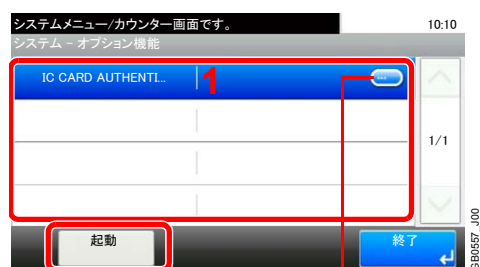 システムメニュー/カウンター画面です。 10:10
システム - オプション機能
IC CARD AUTHENTI... 1 ...
1/1
起動 終了
GB0557_J00